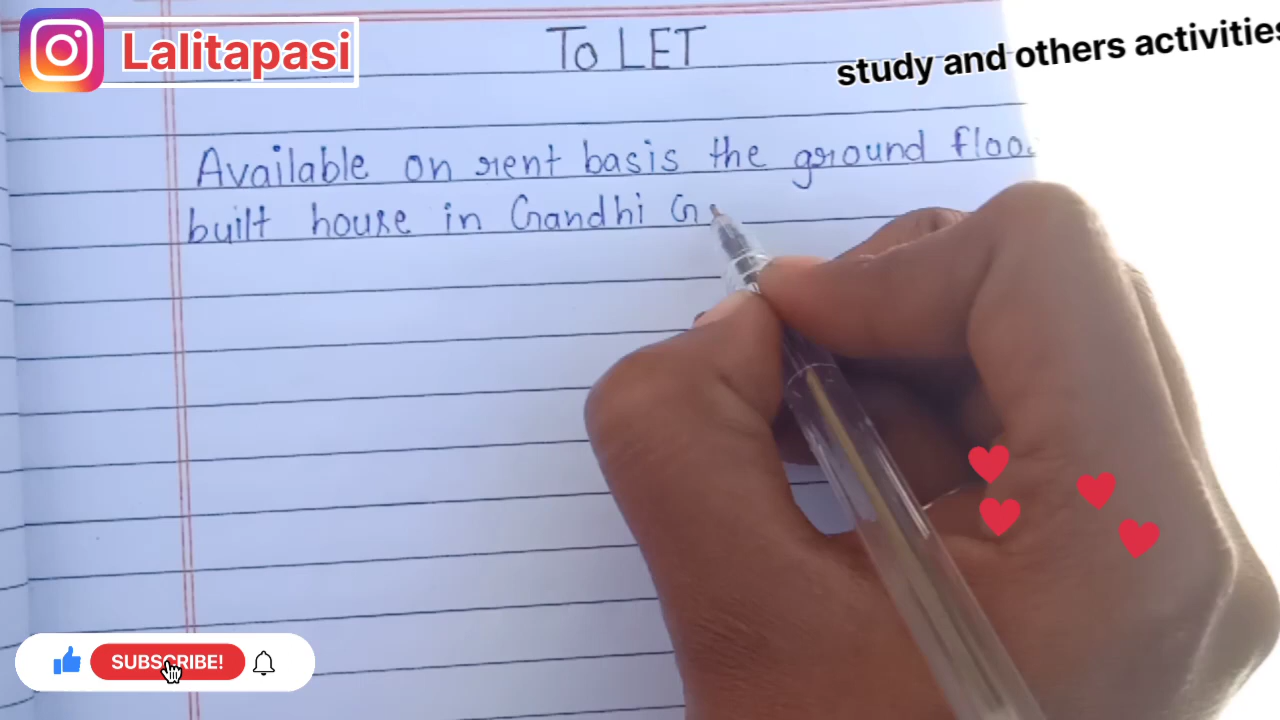 Lalitapasi
study and others activities
To LET
Available on rent basis the ground
built house in Gandhi G
SUBSCRIBE!